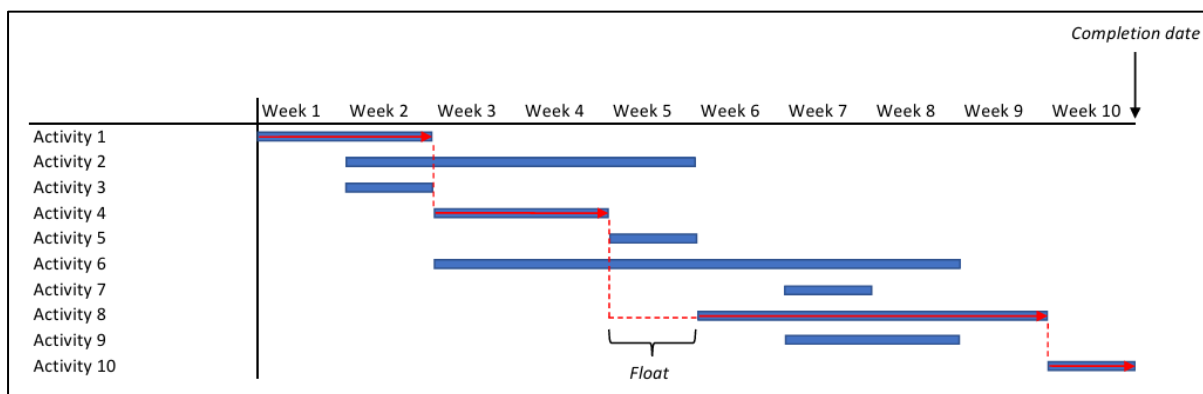 Completion date
Week 1 Week 2 Week 3 Week 4 Week 5 Week 6 Week 7 Week 8 Week 9 Week 10
Activity 1
Activity 2
Activity 3
Activity 4
Activity 5
Activity 6
Activity 7
Activity 8
Activity 9
Float
Activity 10